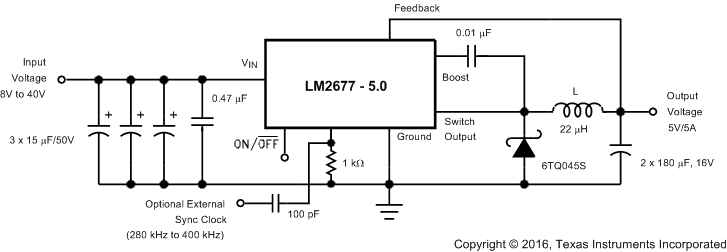 Feedback
0.01 µF
Input
Voltage
8V to 40V
V_IN
LM2677 - 5.0
Boost
0.47 µF
L
Output
Voltage
5V/5A
Switch
Output
22 µH
3 x 15 µF/50V
ON/OFF
Ground
1 kΩ
6TQ045S
2 x 180 µF, 16V
Optional External
Sync Clock
(280 kHz to 400 kHz)
100 pF
Copyright © 2016, Texas Instruments Incorporated